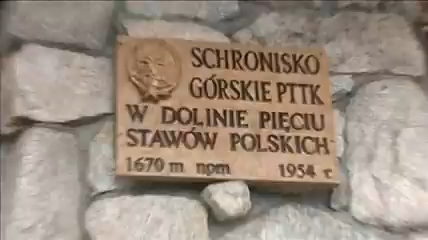 SCHRONISKO
GÓRSKIE PTTK
W DOLINIE PIĘCIU
STAWÓW POLSKICH
1670 m. npm 1954 r.